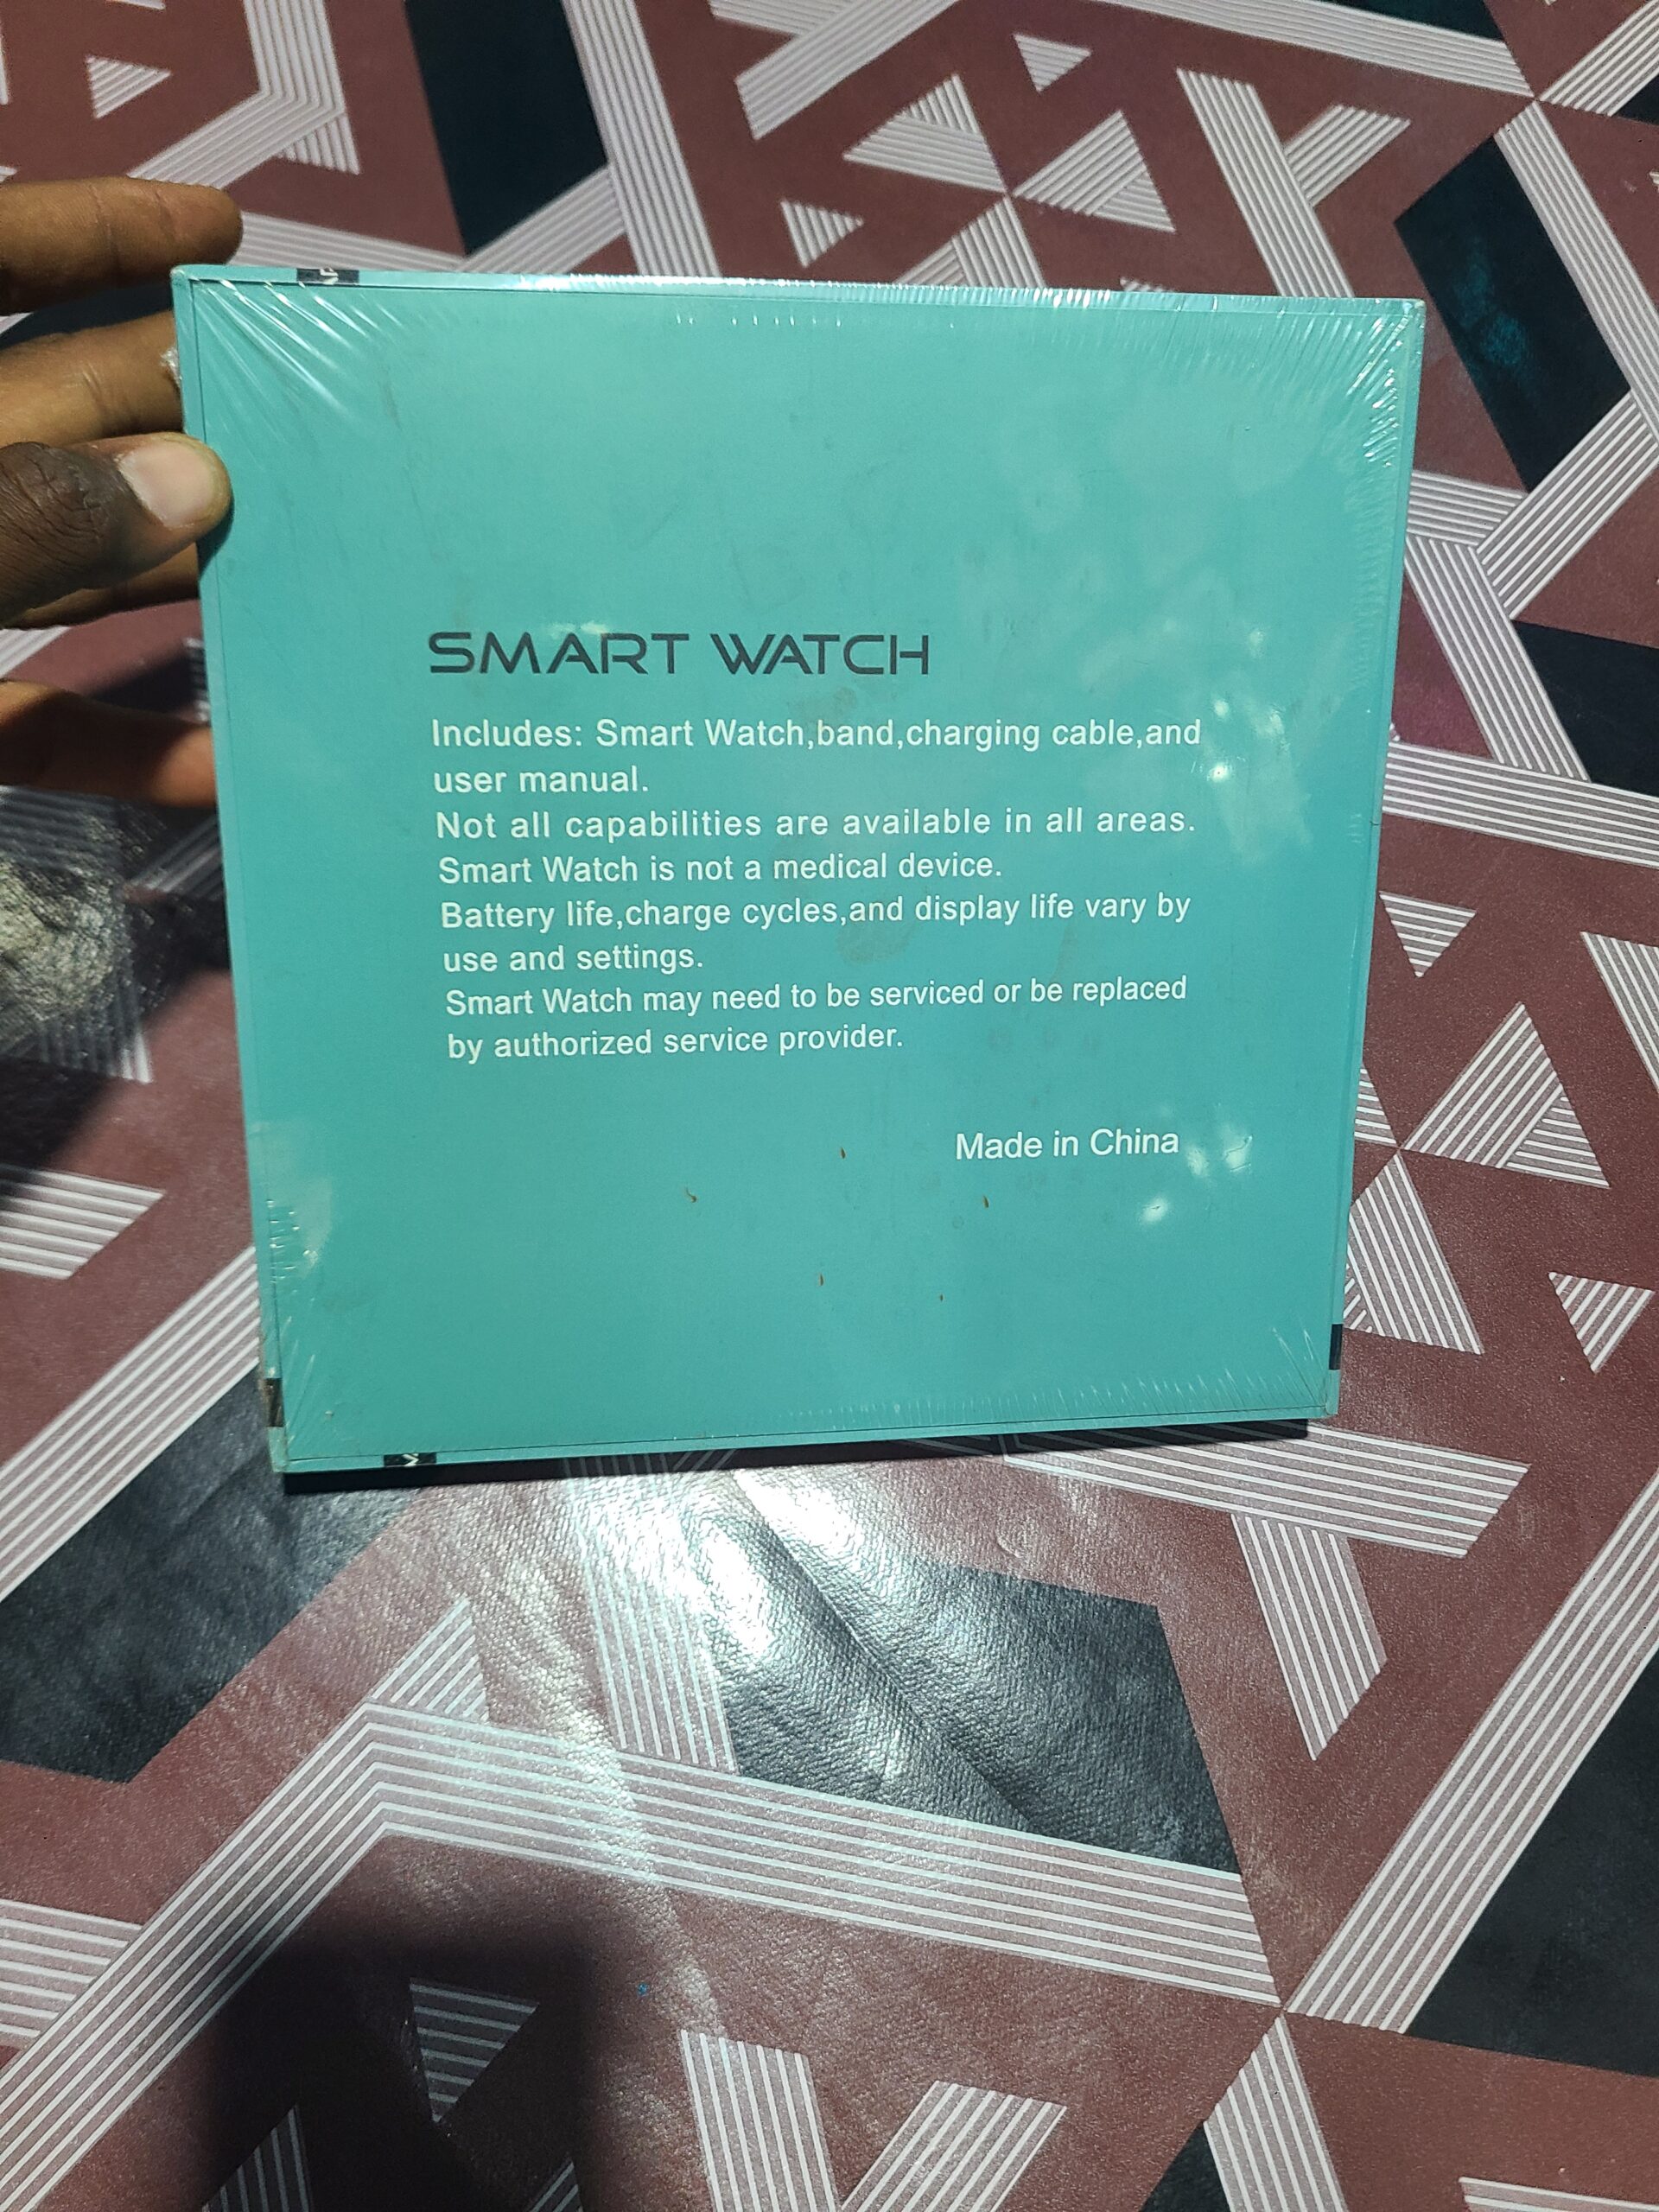 SMART WATCH
Includes: Smart Watch,band,charging cable,and
user manual.
Not all capabilities are available in all areas.
Smart Watch is not a medical device.
Battery life,charge cycles,and display life vary by
use and settings.
Smart Watch may need to be serviced or be replaced
by authorized service provider.
Made in China